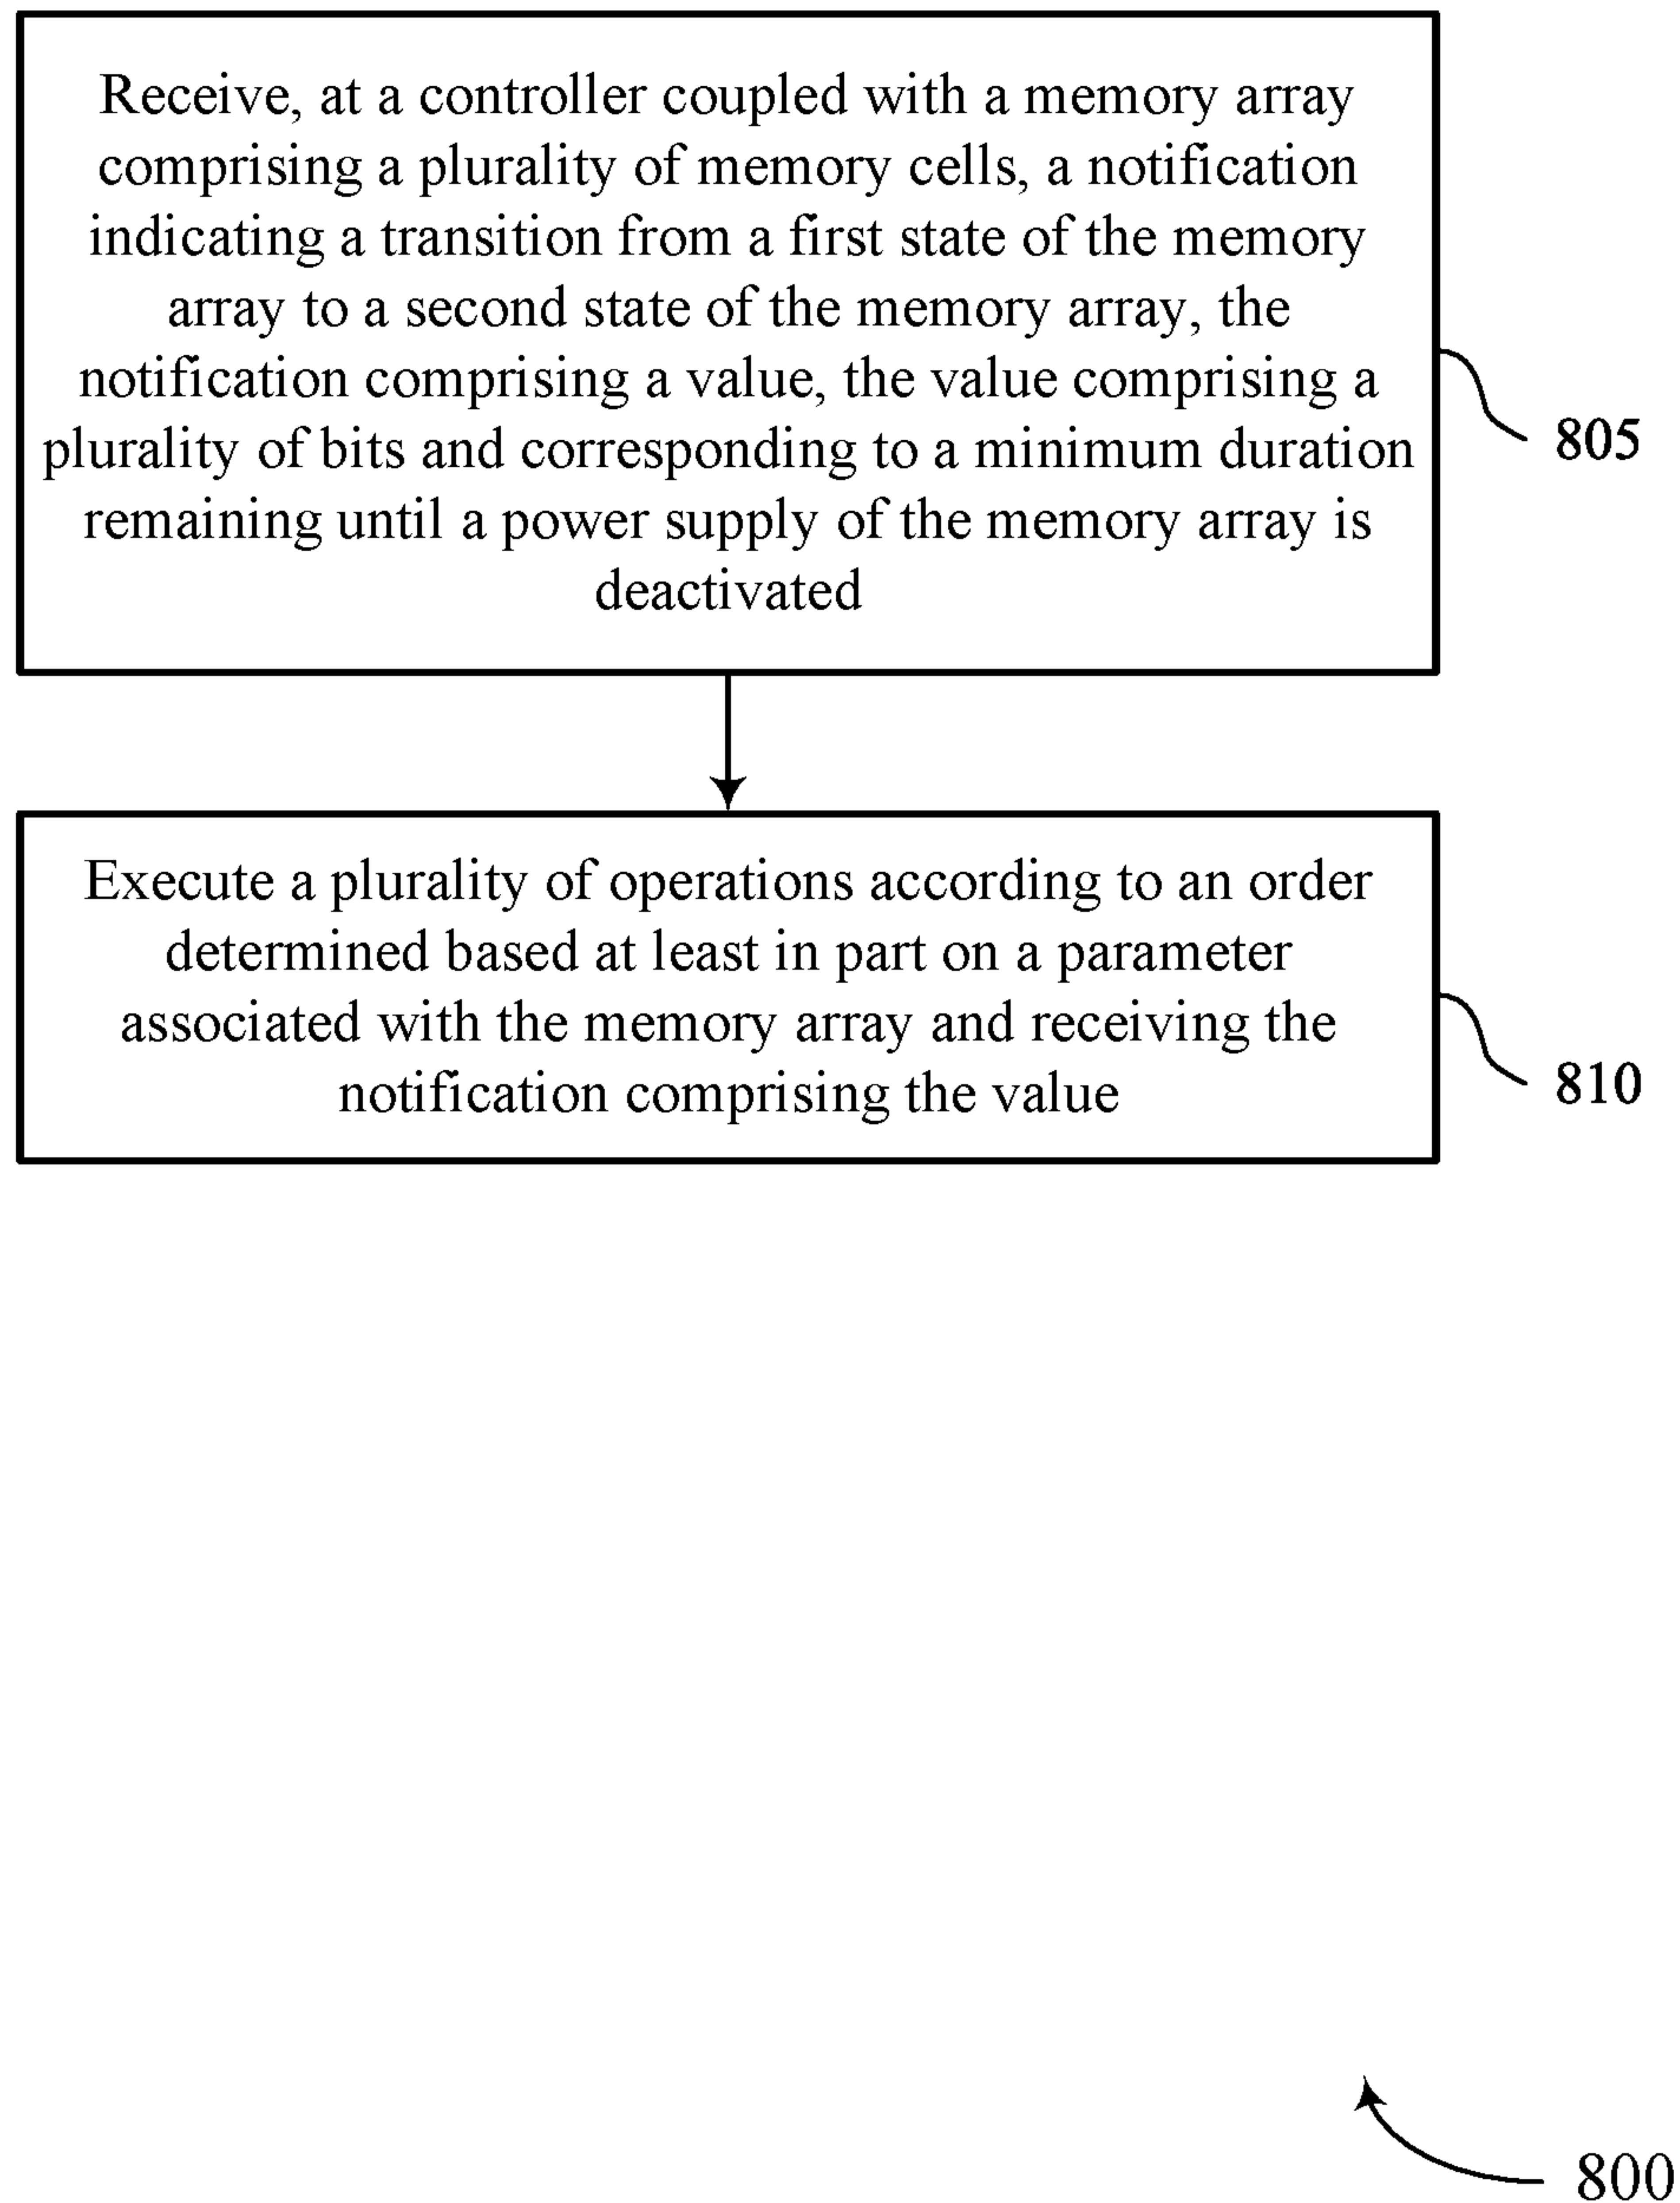 Receive, at a controller coupled with a memory array
comprising a plurality of memory cells, a notification
indicating a transition from a first state of the memory
array to a second state of the memory array, the
notification comprising a value, the value comprising a
plurality of bits and corresponding to a minimum duration
remaining until a power supply of the memory array is
deactivated
805
Execute a plurality of operations according to an order
determined based at least in part on a parameter
associated with the memory array and receiving the
notification comprising the value
810
800